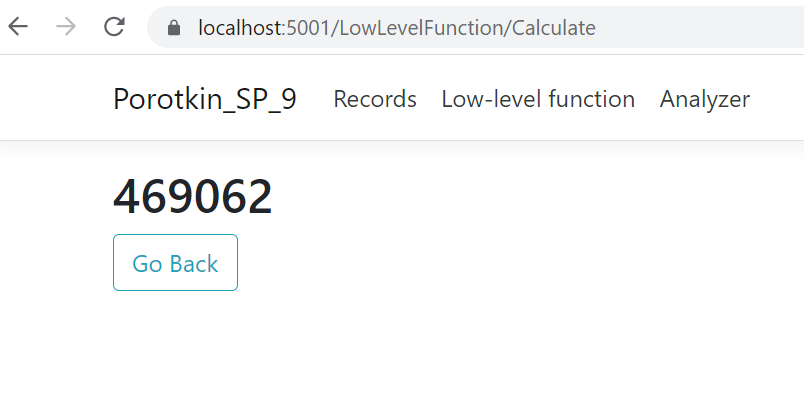 localhost:5001/LowLevelFunction/Calculate
Porotkin_SP_9 Records Low-level function Analyzer
469062
Go Back